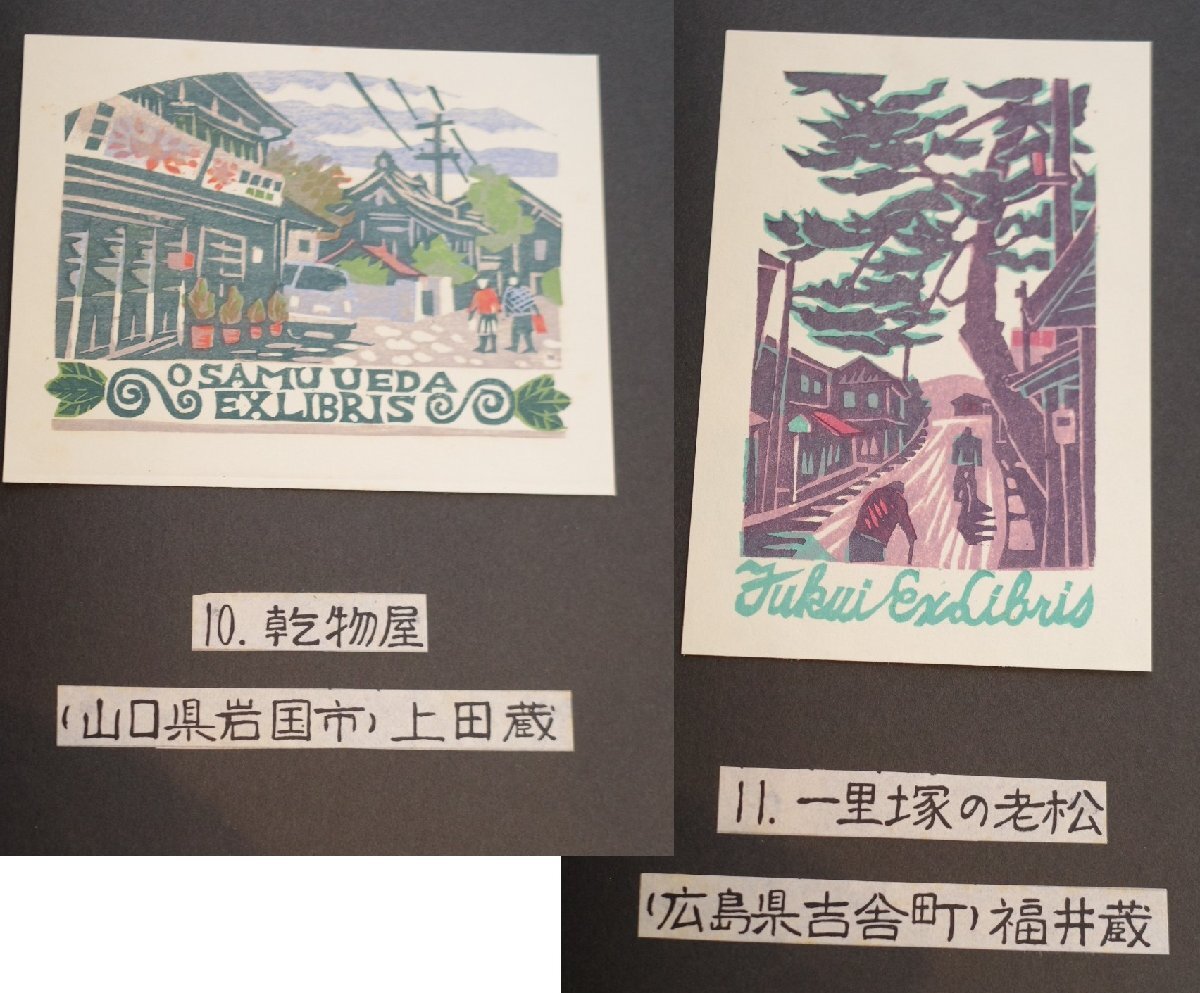 OSAMU UEDA
EXLIBRIS
10. 乾物屋
(山口県岩国市) 上田蔵
Fukui ExLibris
11. 一里塚の老松
(広島県吉舎町) 福井蔵